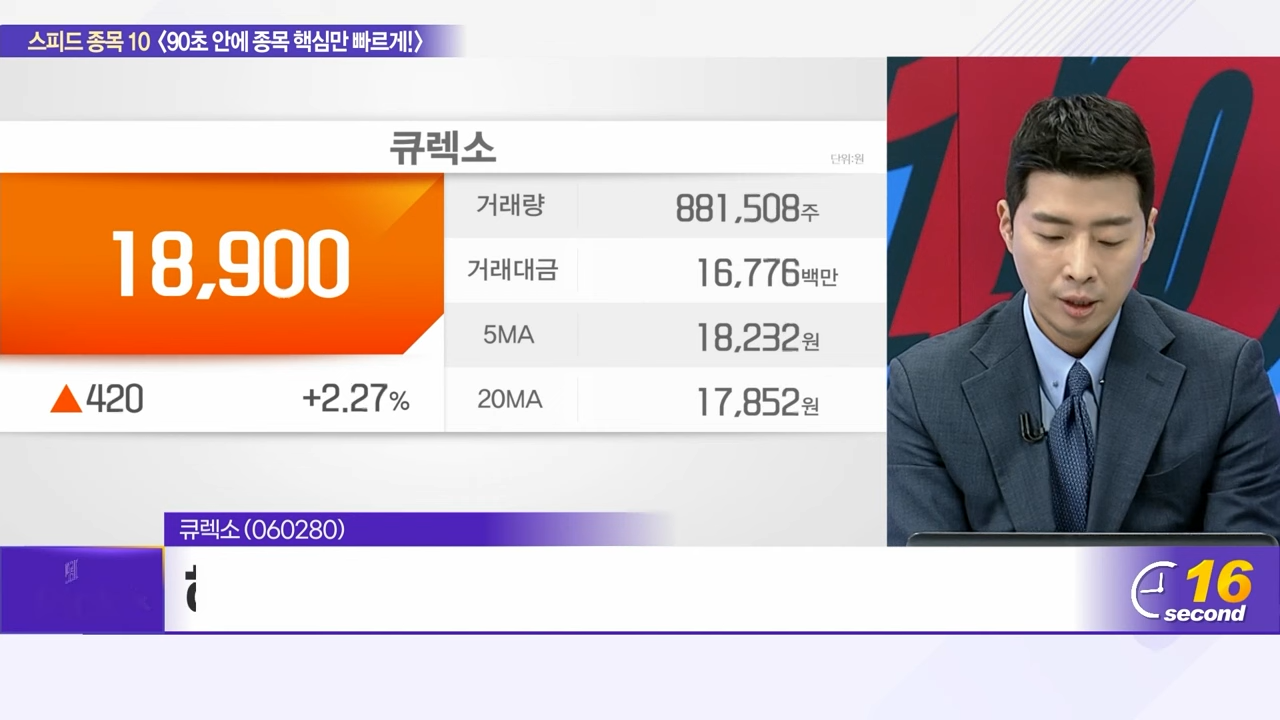 스피드 종목 10 <90초 안에 종목 핵심만 빠르게!>
큐렉소
단위:원
18,900
▲420 +2.27%
거래량 881,508주
거래대금 16,776백만
5MA 18,232원
20MA 17,852원
큐렉소(060280)
16
second